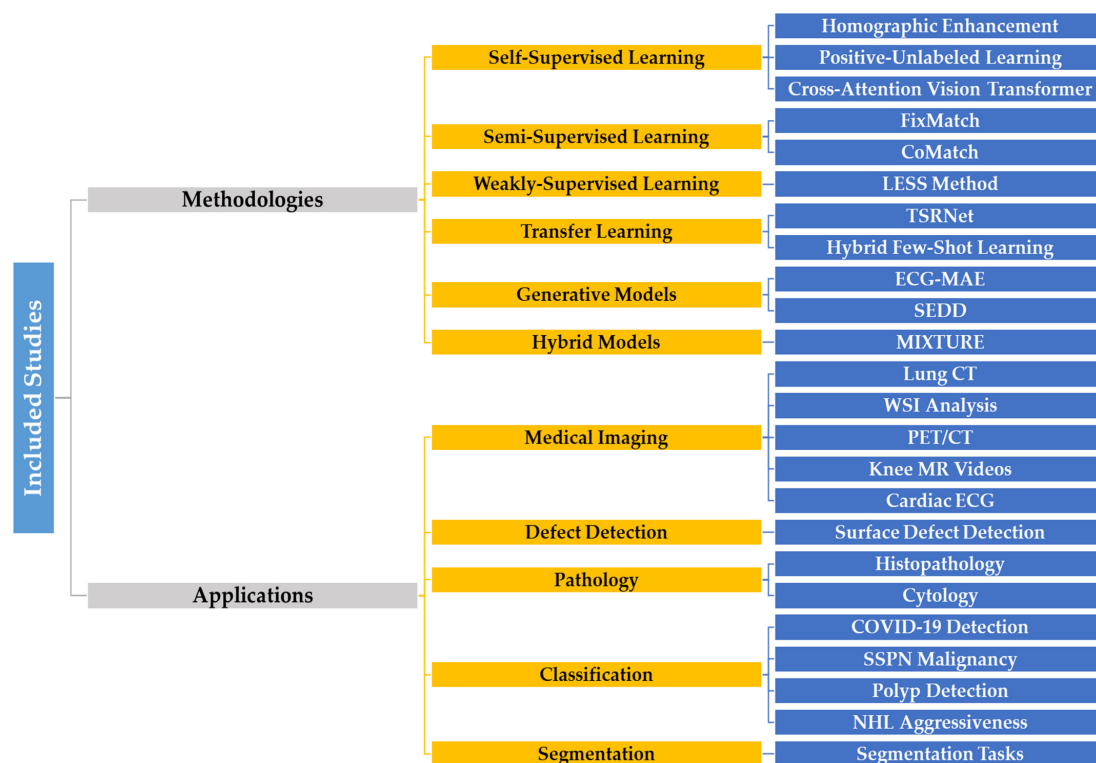 Included Studies
Methodologies
Self-Supervised Learning
Homographic Enhancement
Positive-Unlabeled Learning
Cross-Attention Vision Transformer
Semi-Supervised Learning
FixMatch
CoMatch
Weakly-Supervised Learning
LESS Method
Transfer Learning
TSRNet
Hybrid Few-Shot Learning
Generative Models
ECG-MAE
SEDD
Hybrid Models
MIXTURE
Applications
Medical Imaging
Lung CT
WSI Analysis
PET/CT
Knee MR Videos
Cardiac ECG
Defect Detection
Surface Defect Detection
Pathology
Histopathology
Cytology
Classification
COVID-19 Detection
SSPN Malignancy
Polyp Detection
NHL Aggressiveness
Segmentation
Segmentation Tasks